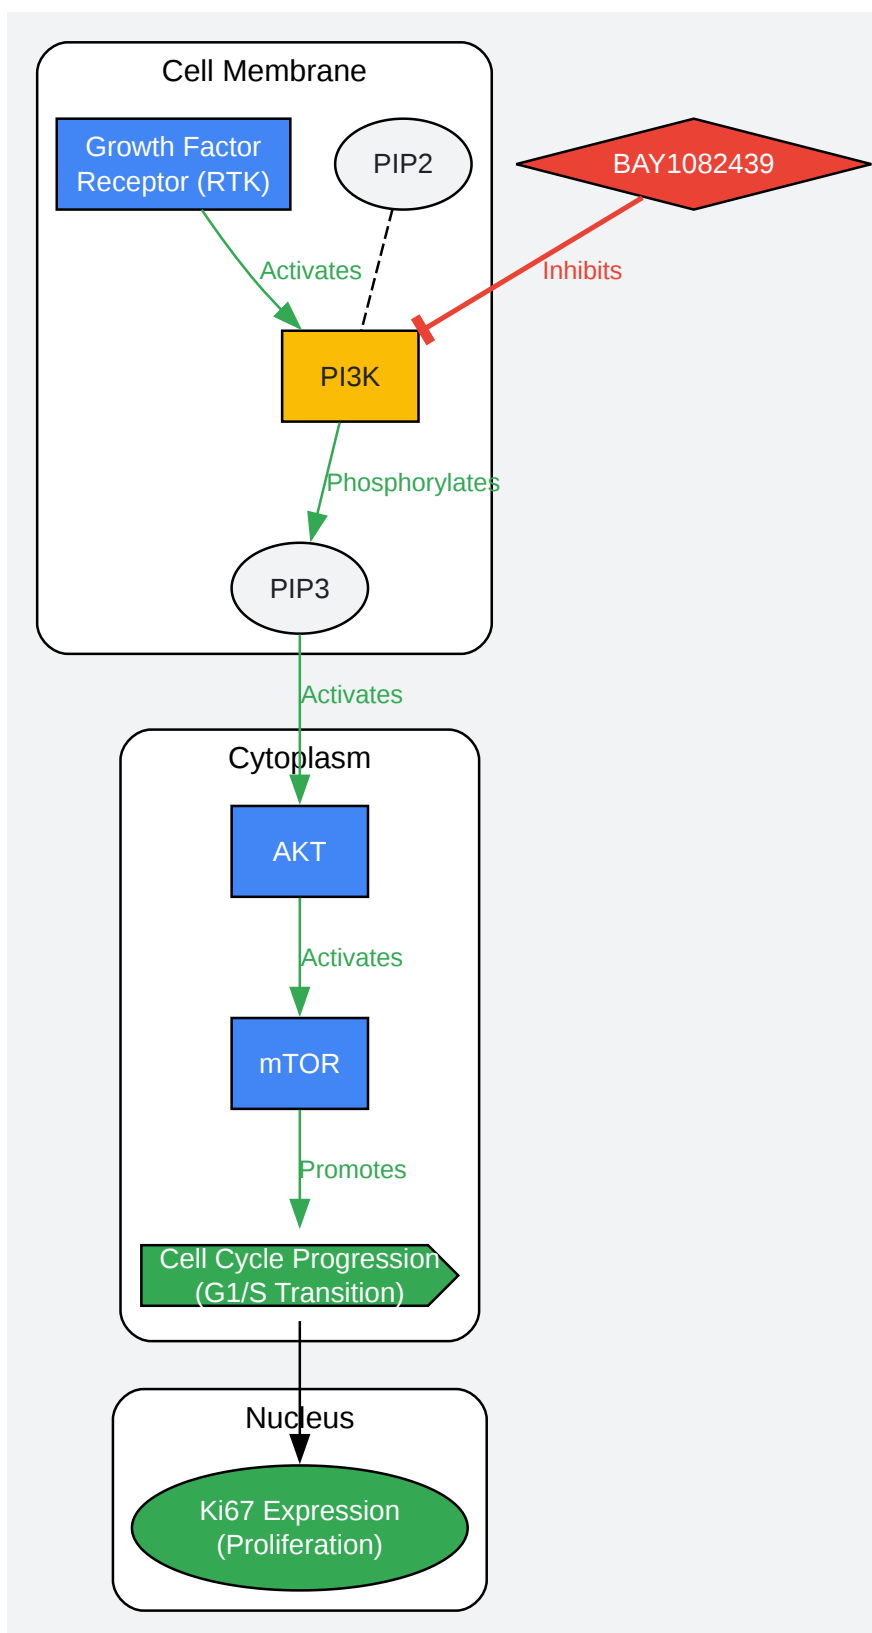 Cell Membrane
Growth Factor
Receptor (RTK)
PIP2
BAY1082439
Activates
Inhibits
PI3K
Phosphorylates
PIP3
Activates
Cytoplasm
AKT
Activates
mTOR
Promotes
Cell Cycle Progression
(G1/S Transition)
Nucleus
Ki67 Expression
(Proliferation)